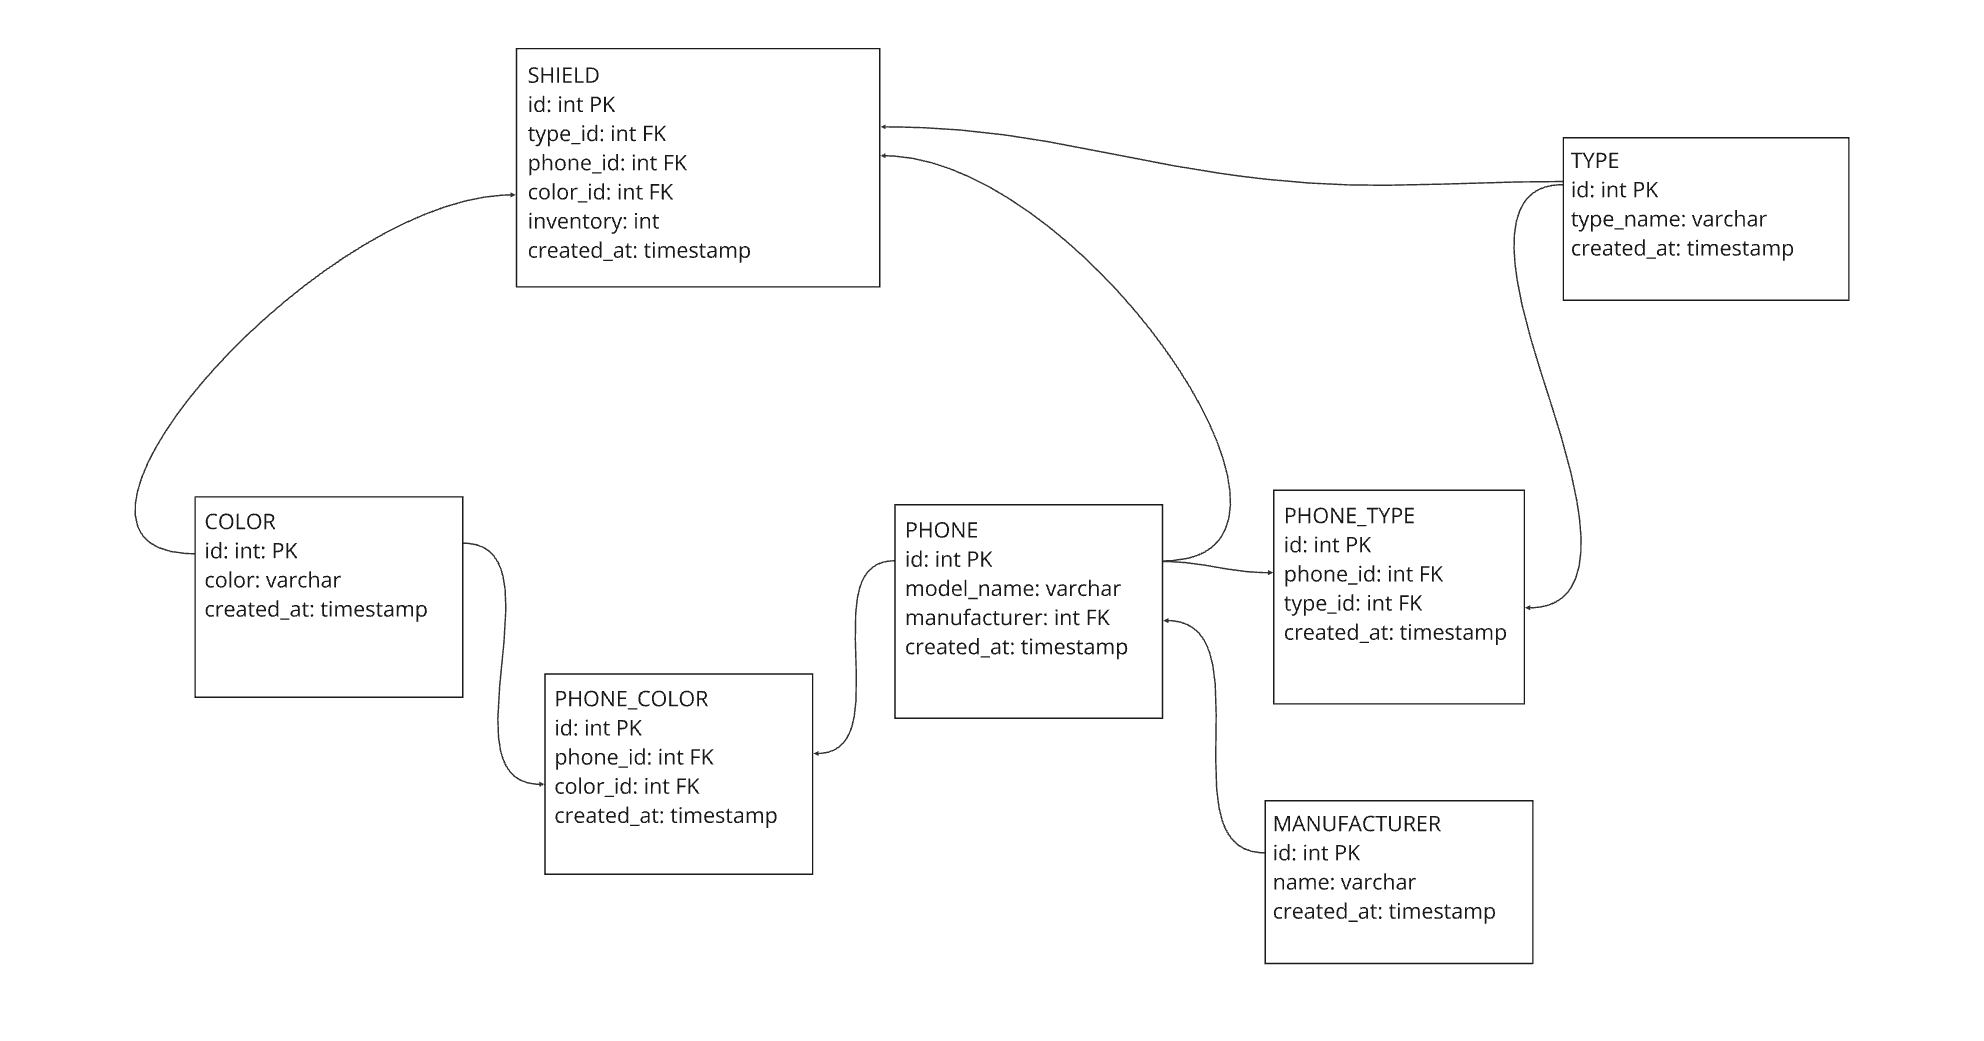 SHIELD
id: int PK
type_id: int FK
phone_id: int FK
color_id: int FK
inventory: int
created_at: timestamp
TYPE
id: int PK
type_name: varchar
created_at: timestamp
COLOR
id: int: PK
color: varchar
created_at: timestamp
PHONE
id: int PK
model_name: varchar
manufacturer: int FK
created_at: timestamp
PHONE_TYPE
id: int PK
phone_id: int FK
type_id: int FK
created_at: timestamp
PHONE_COLOR
id: int PK
phone_id: int FK
color_id: int FK
created_at: timestamp
MANUFACTURER
id: int PK
name: varchar
created_at: timestamp